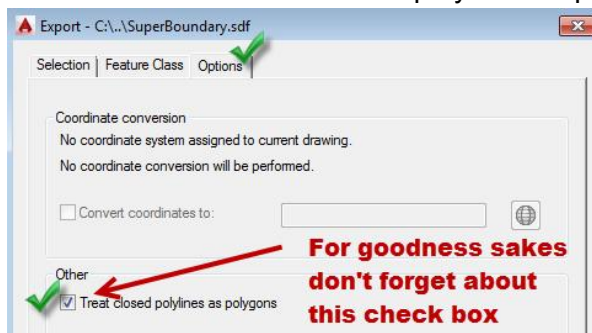 Export - C:\..\SuperBoundary.sdf
Selection Feature Class Options
Coordinate conversion
No coordinate system assigned to current drawing.
No coordinate conversion will be performed.
Convert coordinates to:
Other
Treat closed polylines as polygons
For goodness sakes
don't forget about
this check box